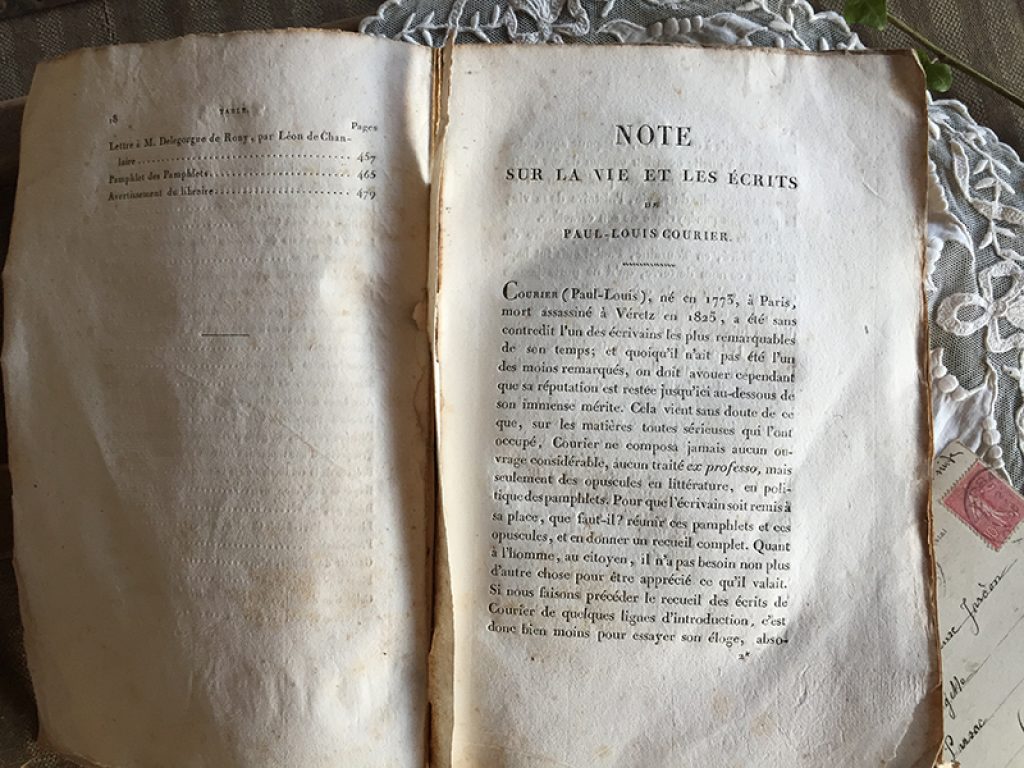 18 TABLE.
Pages
Lettre à M. Delegorgue de Rony, par Léon de Chan-
laire ........................................ 457
Pamphlet des Pamphlets................................ 465
Avertissement du libraire............................. 479
NOTE
SUR LA VIE ET LES ÉCRITS
DE
PAUL-LOUIS COURIER.
COURIER (Paul-Louis), né en 1773, à Paris,
mort assassiné à Véretz en 1825, a été sans
contredit l'un des écrivains les plus remarquables
de son temps; et quoiqu'il n'ait pas été l'un
des moins remarqués, on doit avouer cependant
que sa réputation est restée jusqu'ici au-dessous de
son immense mérite. Cela vient sans doute de ce
que, sur les matières toutes sérieuses qui l'ont
occupé, Courier ne composa jamais aucun ou-
vrage considérable, aucun traité ex professo, mais
seulement des opuscules en littérature, en poli-
tique des pamphlets. Pour que l'écrivain soit remis à
sa place, que faut-il? réunir ces pamphlets et ces
opuscules, et en donner un recueil complet. Quant
à l'homme, au citoyen, il n'a pas besoin non plus
d'autre chose pour être apprécié ce qu'il valait.
Si nous faisons précéder le recueil des écrits de
Courier de quelques lignes d'introduction, c'est
donc bien moins pour essayer son éloge, abso-
2*